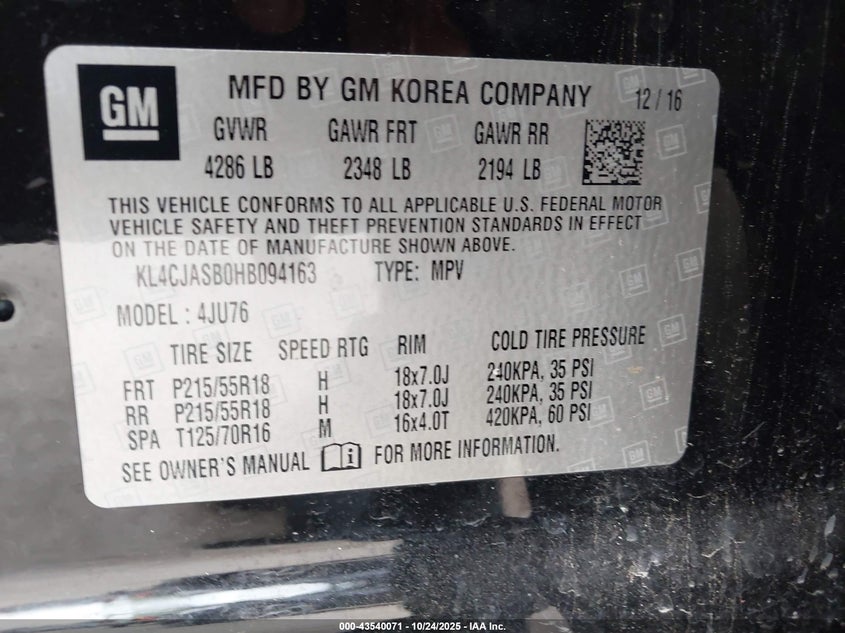 GM
MFD BY GM KOREA COMPANY 12 / 16
GVWR GAWR FRT GAWR RR
4286 LB 2348 LB 2194 LB
THIS VEHICLE CONFORMS TO ALL APPLICABLE U.S. FEDERAL MOTOR
VEHICLE SAFETY AND THEFT PREVENTION STANDARDS IN EFFECT
ON THE DATE OF MANUFACTURE SHOWN ABOVE.
KL4CJASB0HB094163 TYPE: MPV
MODEL : 4JU76
TIRE SIZE SPEED RTG RIM COLD TIRE PRESSURE
FRT P215/55R18 H 18x7.0J 240KPA, 35 PSI
RR P215/55R18 H 18x7.0J 240KPA, 35 PSI
SPA T125/70R16 M 16x4.0T 420KPA, 60 PSI
SEE OWNER'S MANUAL i FOR MORE INFORMATION.
000-43540071 - 10/24/2025 - IAA Inc.